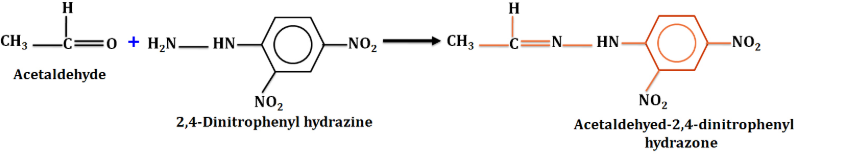 H H
CH3 C O + H2N HN NO2 CH3 C N HN NO2
Acetaldehyde
NO2 NO2
2,4-Dinitrophenyl hydrazine Acetaldehyed-2,4-dinitrophenyl
hydrazone